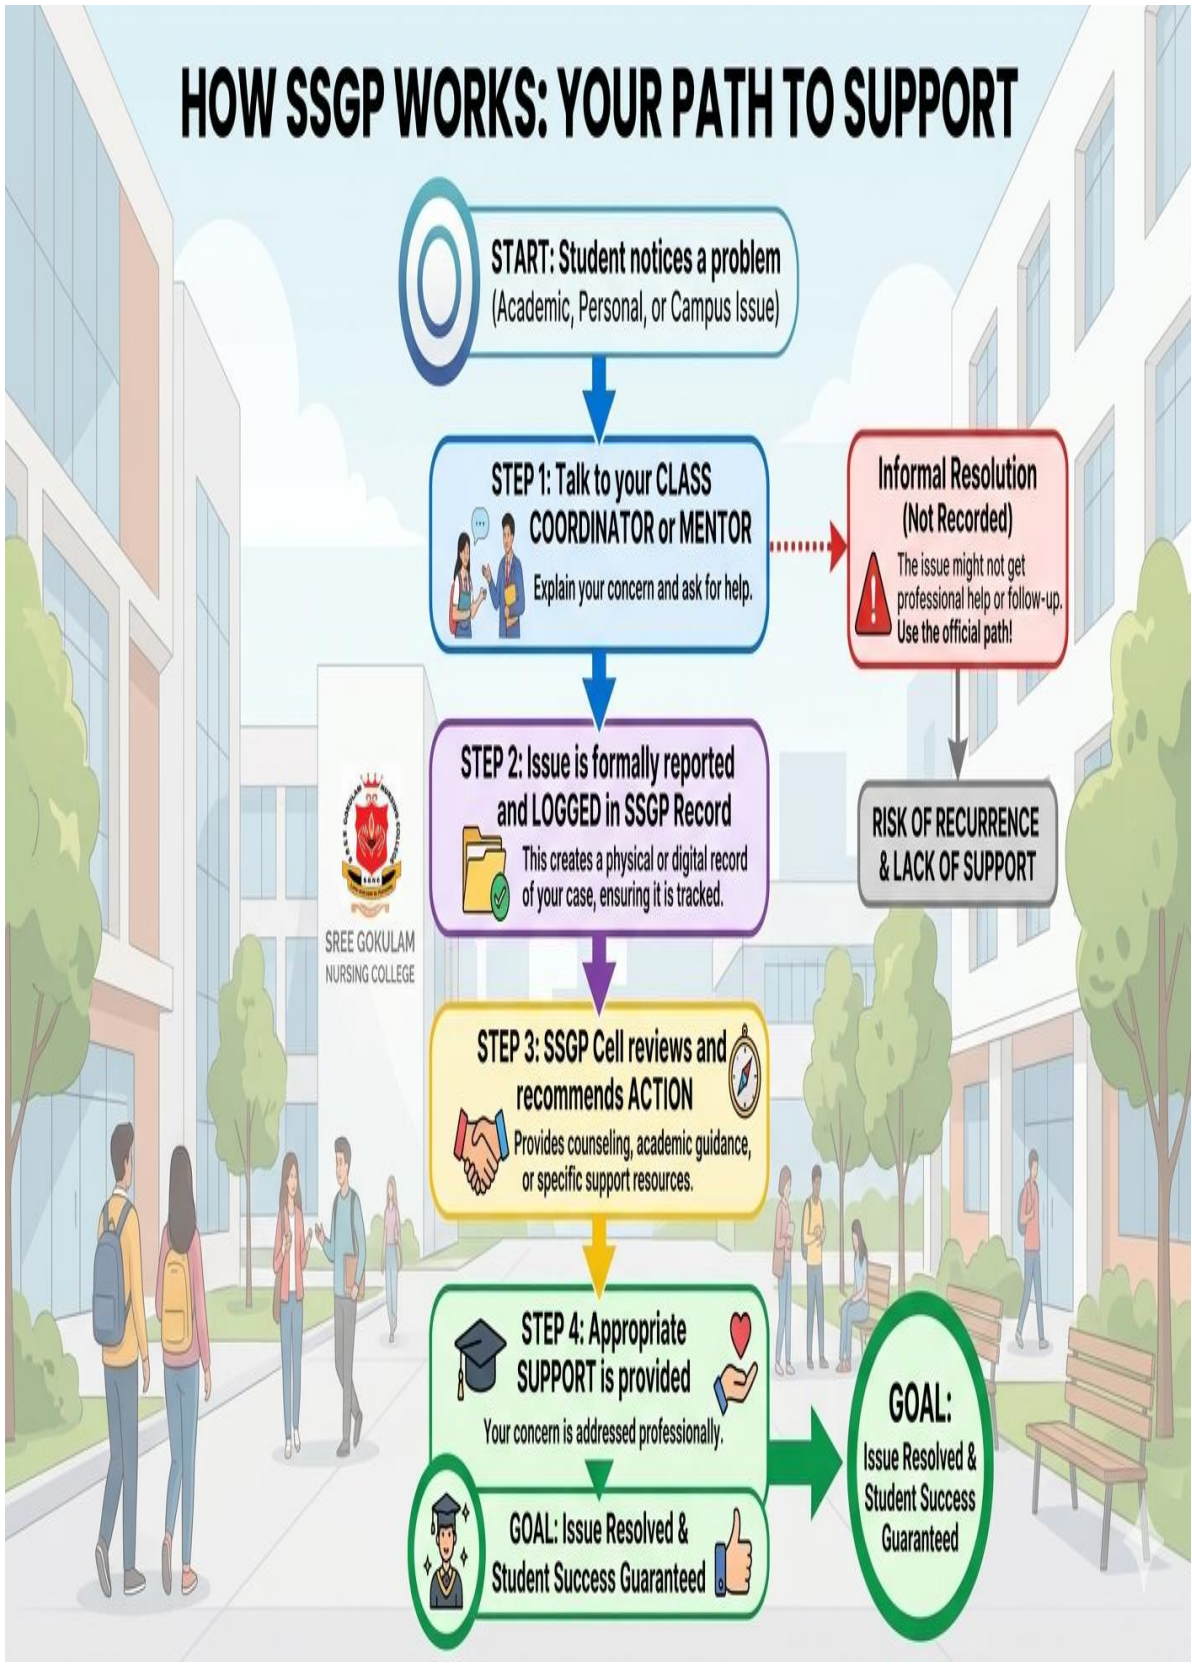 HOW SSGP WORKS: YOUR PATH TO SUPPORT
START: Student notices a problem
(Academic, Personal, or Campus Issue)
STEP 1: Talk to your CLASS
COORDINATOR or MENTOR
Explain your concern and ask for help.
Informal Resolution
(Not Recorded)
The issue might not get
professional help or follow-up.
Use the official path!
RISK OF RECURRENCE
& LACK OF SUPPORT
STEP 2: Issue is formally reported
and LOGGED in SSGP Record
This creates a physical or digital record
of your case, ensuring it is tracked.
SREE GOKULAM NURSING COLLEGE
SREE GOKULAM
NURSING COLLEGE
STEP 3: SSGP Cell reviews and
recommends ACTION
Provides counseling, academic guidance,
or specific support resources.
STEP 4: Appropriate
SUPPORT is provided
Your concern is addressed professionally.
GOAL: Issue Resolved &
Student Success Guaranteed
GOAL:
Issue Resolved &
Student Success
Guaranteed